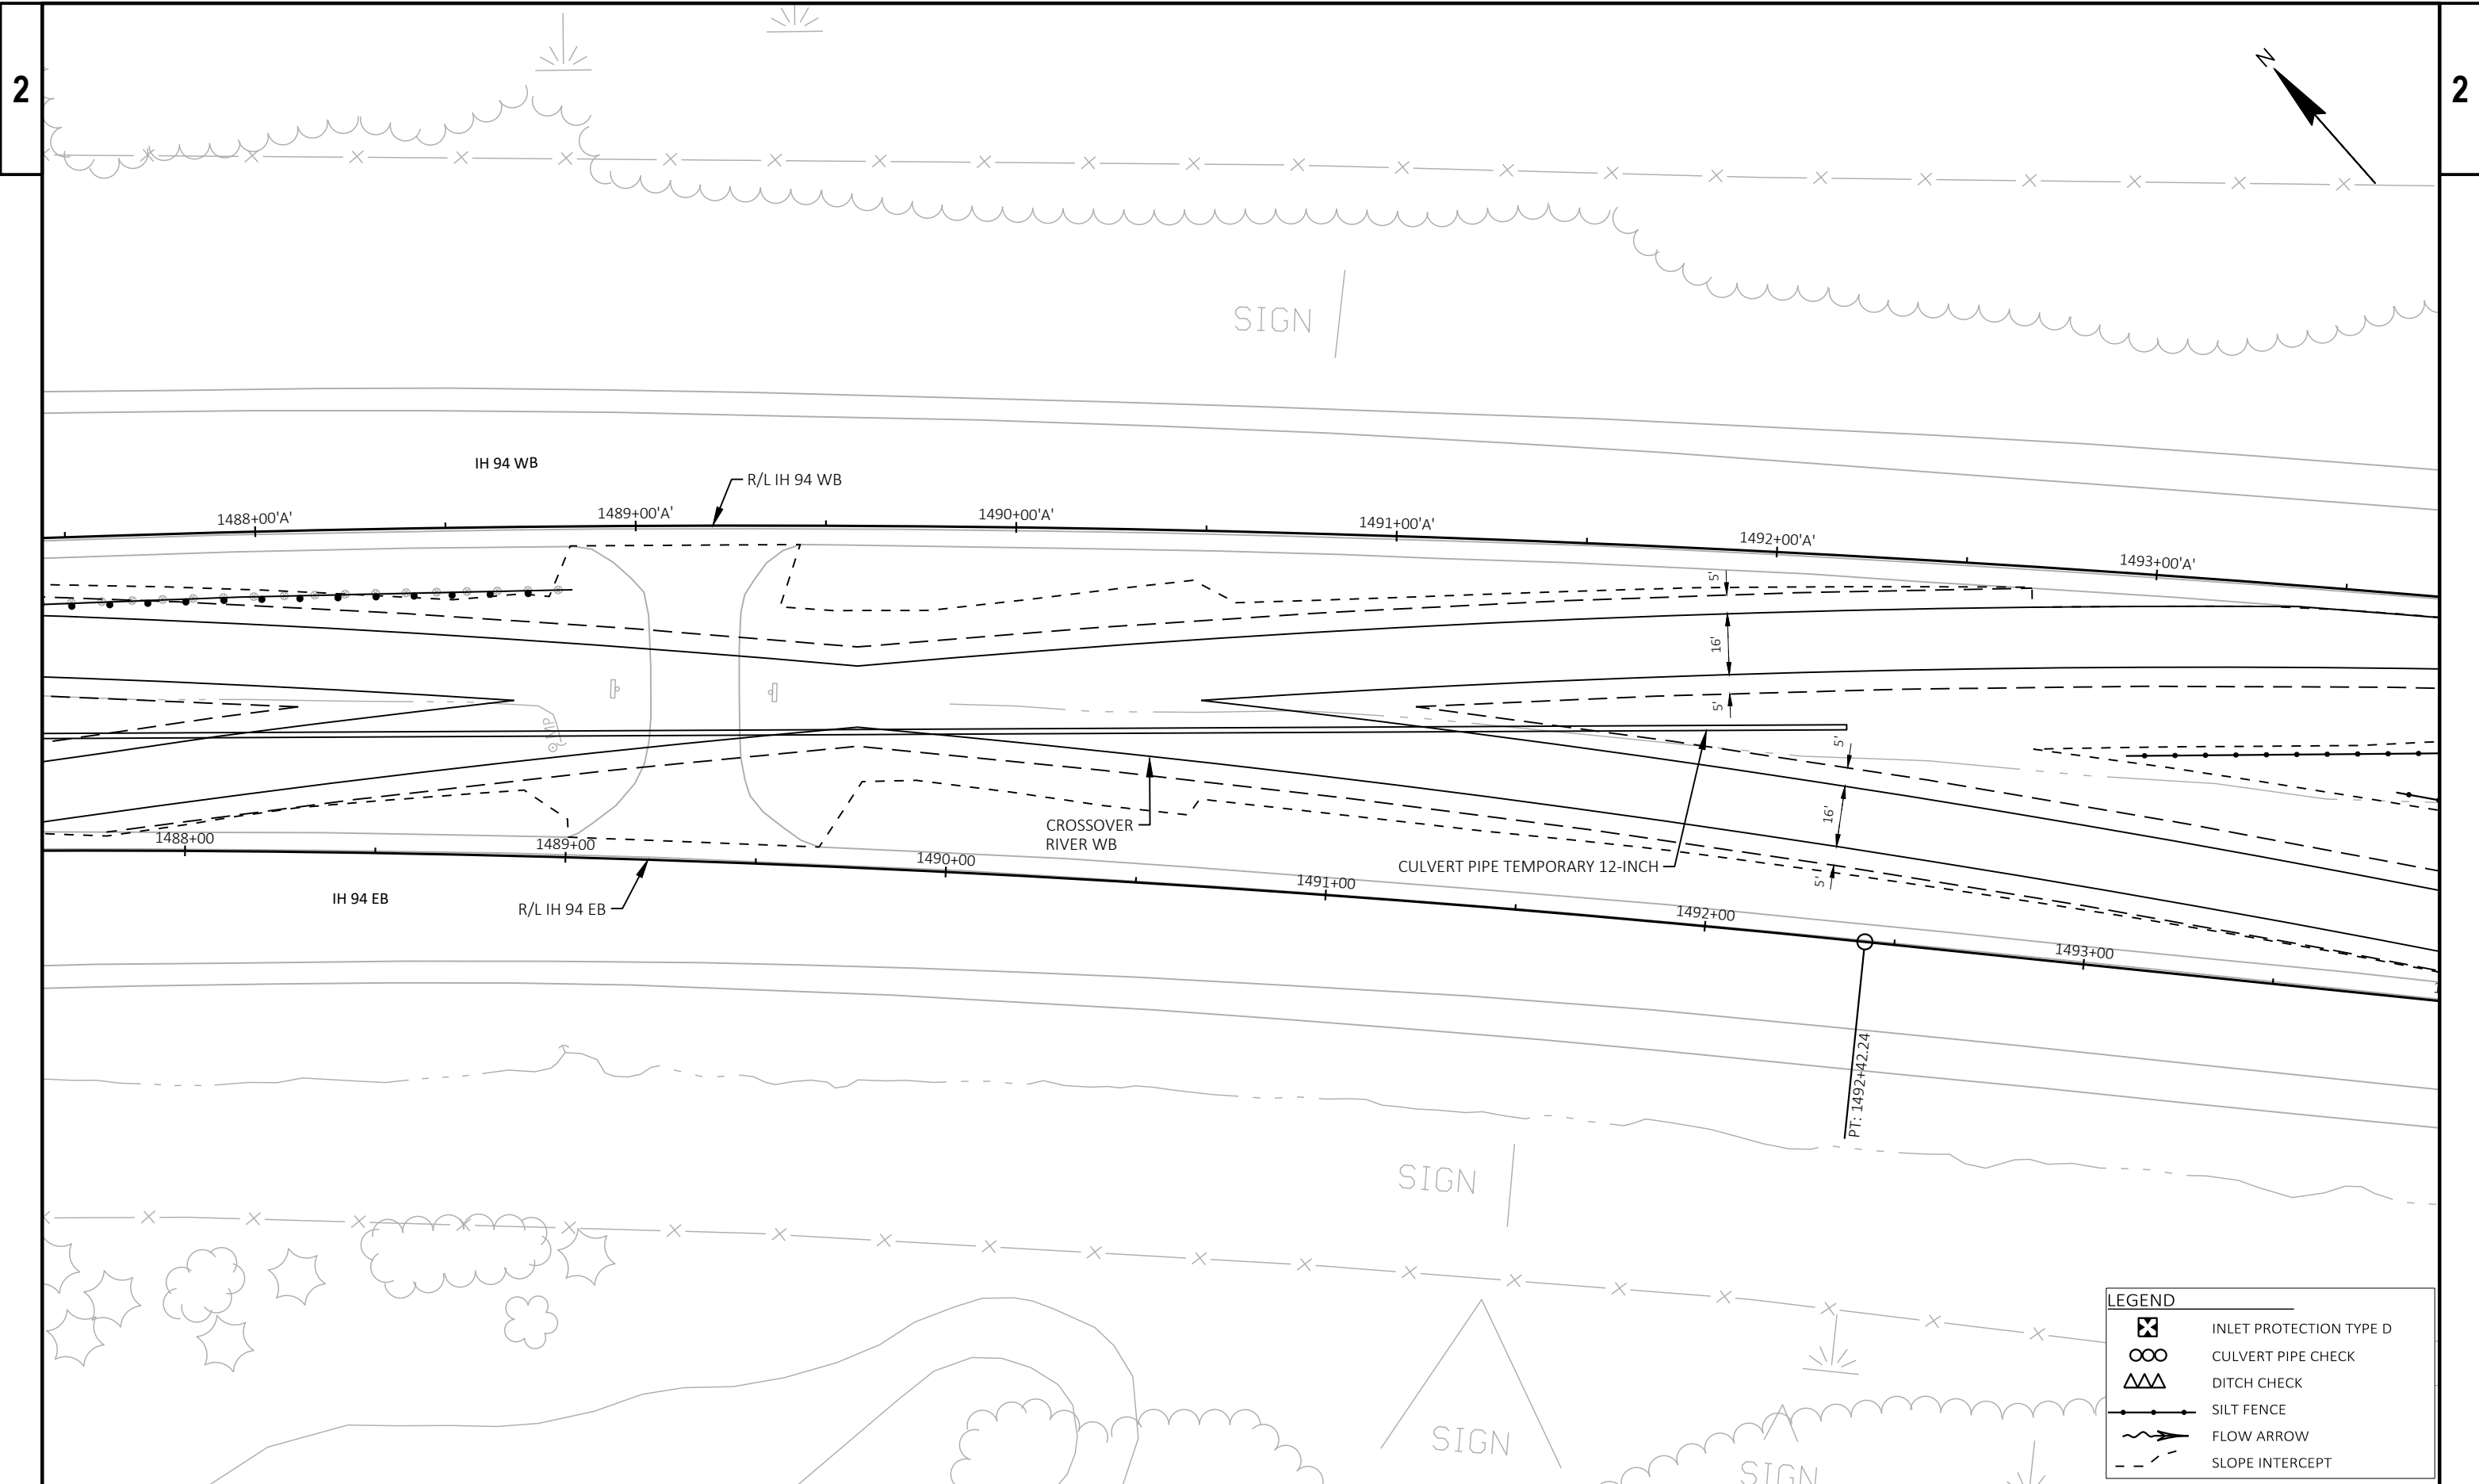 2
2
N
SIGN
IH 94 WB
R/L IH 94 WB
1488+00'A'
1489+00'A'
1490+00'A'
1491+00'A'
1492+00'A'
1493+00'A'
5'
16'
5'
MP
5'
16'
5'
CROSSOVER
RIVER WB
CULVERT PIPE TEMPORARY 12-INCH
1488+00
1489+00
1490+00
1491+00
1492+00
1493+00
IH 94 EB
R/L IH 94 EB
PT: 1492+42.24
SIGN
SIGN
SIGN
LEGEND
INLET PROTECTION TYPE D
CULVERT PIPE CHECK
DITCH CHECK
SILT FENCE
FLOW ARROW
SLOPE INTERCEPT